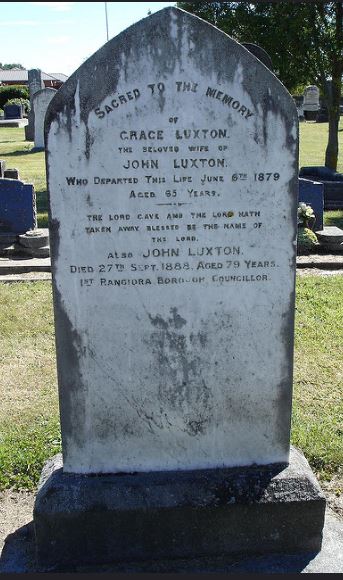 SACRED TO THE MEMORY
OF
GRACE LUXTON.
THE BELOVED WIFE OF
JOHN LUXTON.
WHO DEPARTED THIS LIFE JUNE 6TH 1879
AGED 65 YEARS.
THE LORD GAVE AND THE LORD HATH
TAKEN AWAY BLESSED BE THE NAME OF
THE LORD.
ALSO JOHN LUXTON.
DIED 27TH SEPT. 1888. AGED 79 YEARS.
1ST RANGIORA BOROUGH COUNCILLOR.